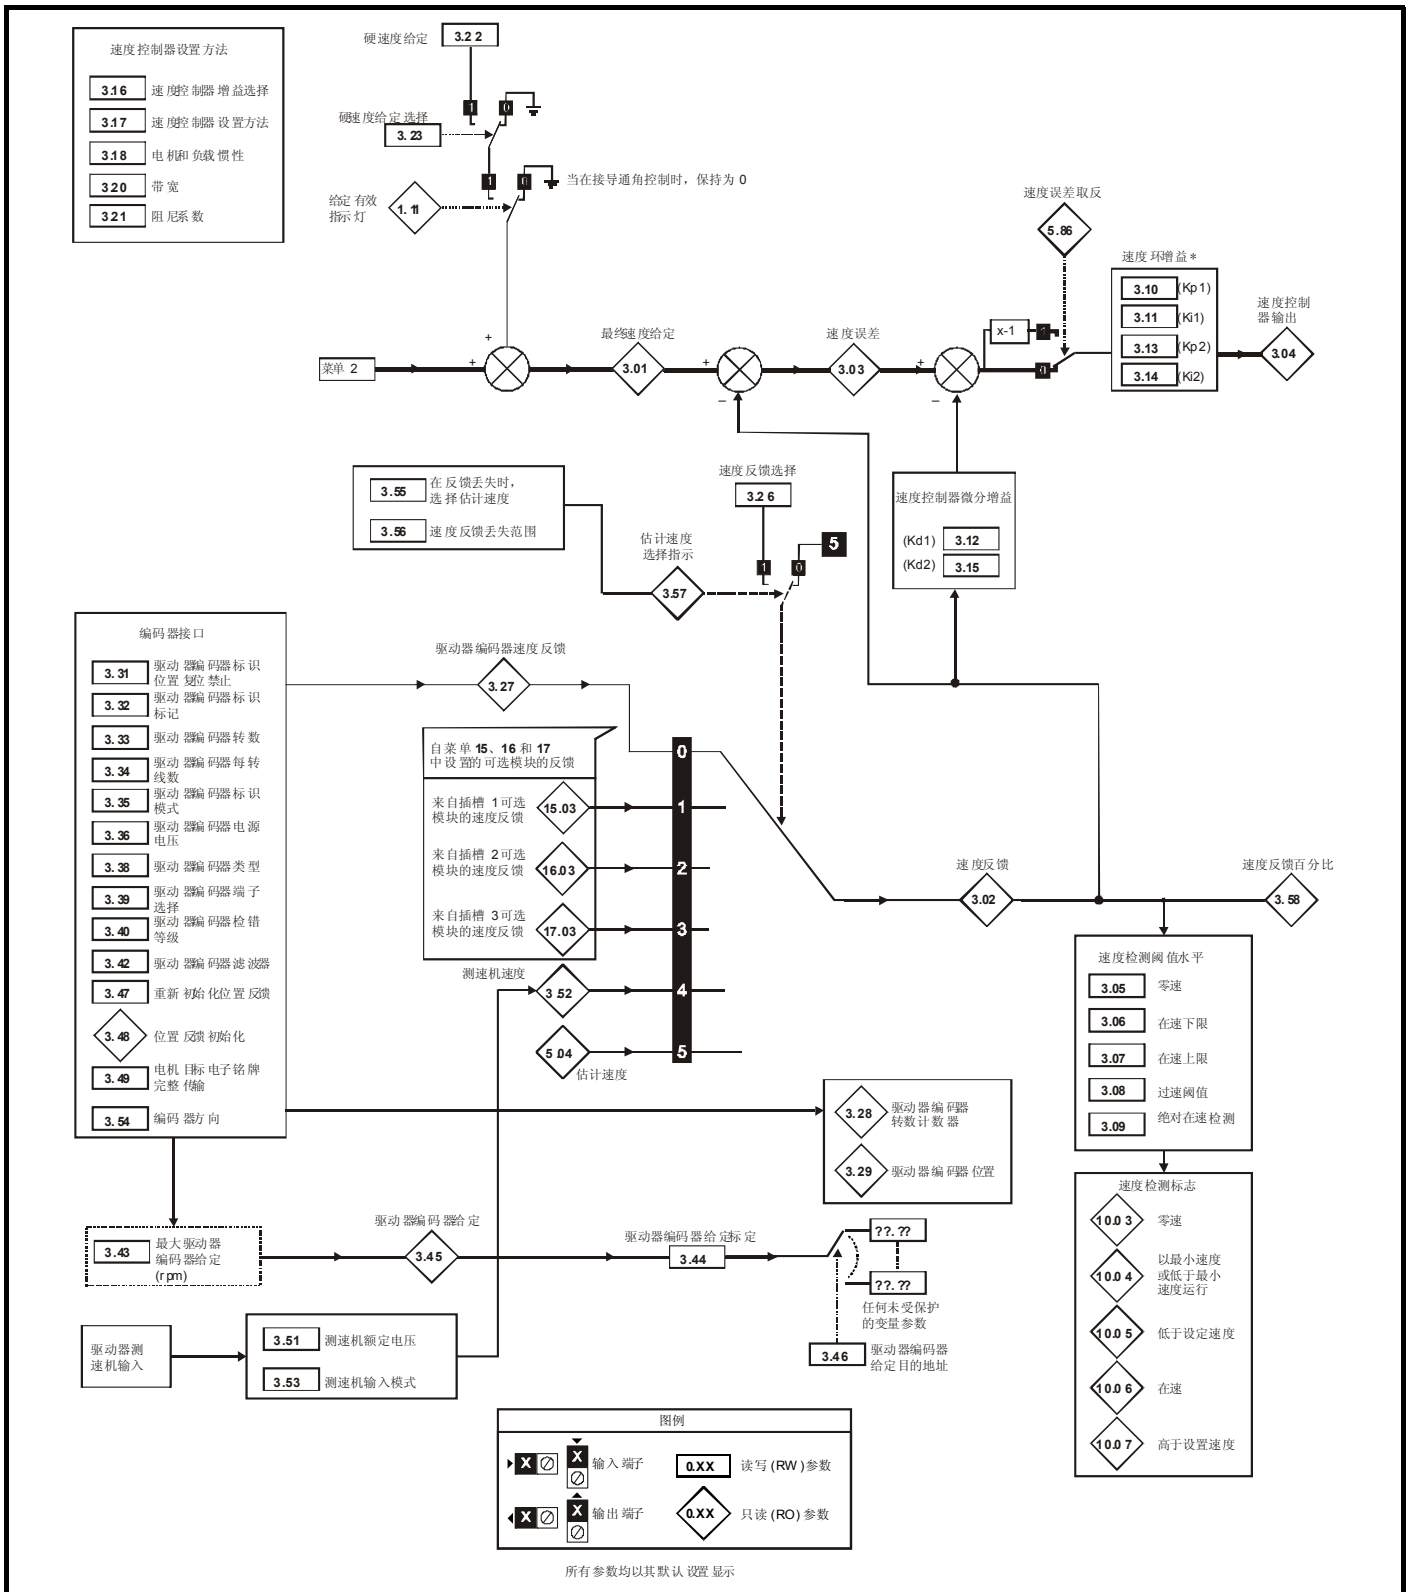 速度控制器设置方法
3.16 速度控制器增益选择
3.17 速度控制器设置方法
3.18 电机和负载惯性
3.20 带宽
3.21 阻尼系数
硬速度给定 3.22
1 0
硬速度给定选择
3.23
1 0
当在接导通角控制时，保持为 0
给定有效
指示灯
1.11
速度误差取反
5.86
速度环增益*
3.10 (Kp1)
3.11 (Ki1)
3.13 (Kp2)
3.14 (Ki2)
速度控制
器输出
3.04
x-1 1
0
菜单 2
+
+
最终速度给定
3.01
+
–
速度误差
3.03
+
–
3.55 在反馈丢失时，
选择估计速度
3.56 速度反馈丢失范围
速度反馈选择
3.26
5
1 0
估计速度
选择指示
3.57
速度控制器微分增益
(Kd1) 3.12
(Kd2) 3.15
编码器接口
3.31 驱动器编码器标识
位置复位禁止
3.32 驱动器编码器标识
标记
3.33 驱动器编码器转数
3.34 驱动器编码器每转
线数
3.35 驱动器编码器标识
模式
3.36 驱动器编码器电源
电压
3.38 驱动器编码器类型
3.39 驱动器编码器端子
选择
3.40 驱动器编码器检错
等级
3.42 驱动器编码器滤波器
3.47 重新初始化位置反馈
3.48 位置反馈初始化
3.49 电机目标电子铭牌
完整传输
3.54 编码器方向
驱动器编码器速度反馈
3.27
自菜单 15、16 和 17
中设置的可选模块的反馈
来自插槽 1可选
模块的速度反馈
15.03
来自插槽 2可选
模块的速度反馈
16.03
来自插槽 3可选
模块的速度反馈
17.03
测速机速度
3.52
5.04
估计速度
0
1
2
3
4
5
速度反馈
3.02
速度反馈百分比
3.58
速度检测阈值水平
3.05 零速
3.06 在速下限
3.07 在速上限
3.08 过速阈值
3.09 绝对在速检测
3.28 驱动器编码器
转数计数器
3.29 驱动器编码器位置
速度检测标志
10.03 零速
10.04 以最小速度
或低于最小
速度运行
10.05 低于设定速度
10.06 在速
10.07 高于设置速度
3.43 最大驱动器
编码器给定
(rpm)
驱动器编码器给定
3.45
驱动器编码器给定标定
3.44
??.??
??.??
任何未受保护
的变量参数
3.46 驱动器编码器
给定目的地址
驱动器测
速机输入
3.51 测速机额定电压
3.53 测速机输入模式
图例
X X 输入端子
0.XX 读写 (RW)参数
X X 输出端子
0.XX 只读 (RO) 参数
所有参数均以其默认设置显示